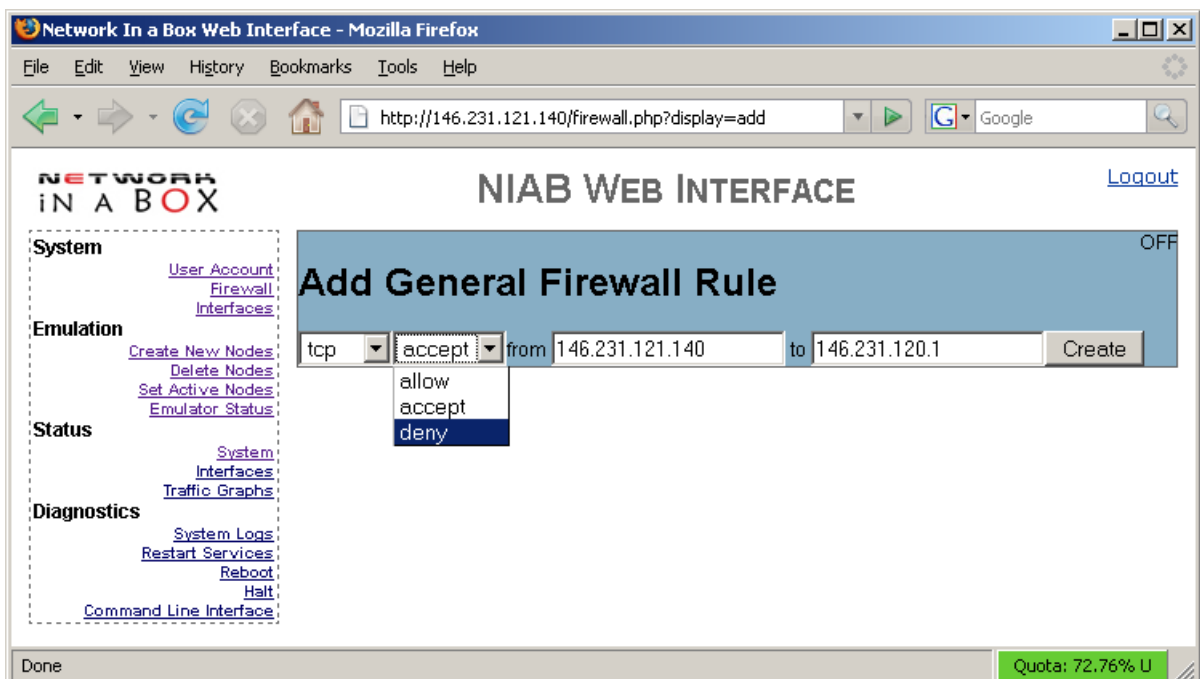 Network In a Box Web Interface - Mozilla Firefox
File Edit View History Bookmarks Tools Help
http://146.231.121.140/firewall.php?display=add
G Google
NETWORK
iN A BOX
NIAB WEB INTERFACE
Logout
System
User Account
Firewall
Interfaces
Emulation
Create New Nodes
Delete Nodes
Set Active Nodes
Emulator Status
Status
System
Interfaces
Traffic Graphs
Diagnostics
System Logs
Restart Services
Reboot
Halt
Command Line Interface
OFF
Add General Firewall Rule
tcp accept from 146.231.121.140 to 146.231.120.1 Create
allow
accept
deny
Done
Quota: 72.76% U